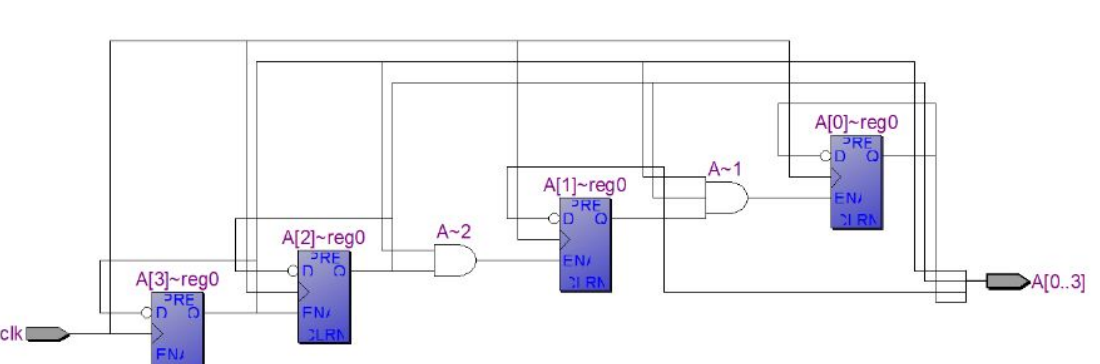 A[0]~reg0
PRE
D Q
ENA
CLRN
A~1
A[1]~reg0
PRE
D Q
ENA
CLRN
A~2
A[2]~reg0
PRE
D Q
ENA
CLRN
A[3]~reg0
PRE
D Q
ENA
clk
A[0..3]